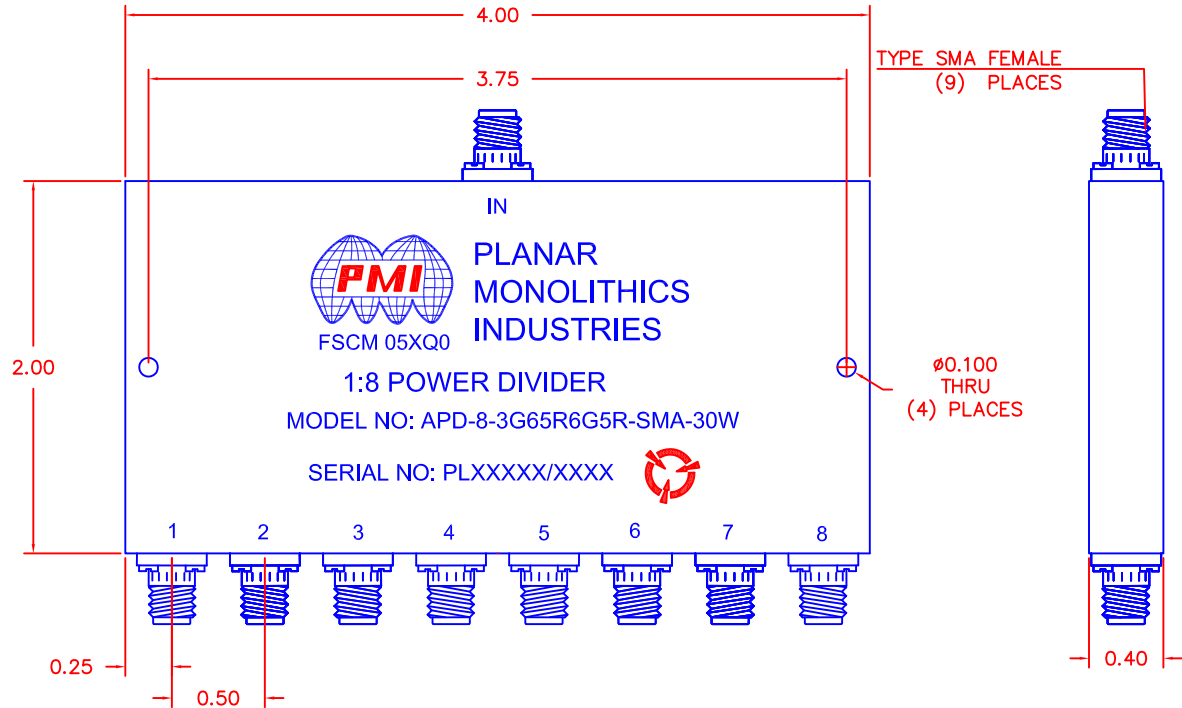 4.00
3.75
TYPE SMA FEMALE
(9) PLACES
IN
PMI
PLANAR
MONOLITHICS
INDUSTRIES
FSCM 05XQ0
2.00
1:8 POWER DIVIDER
ø0.100
THRU
(4) PLACES
MODEL NO: APD-8-3G65R6G5R-SMA-30W
SERIAL NO: PLXXXXX/XXXX
1 2 3 4 5 6 7 8
0.25
0.50
0.40